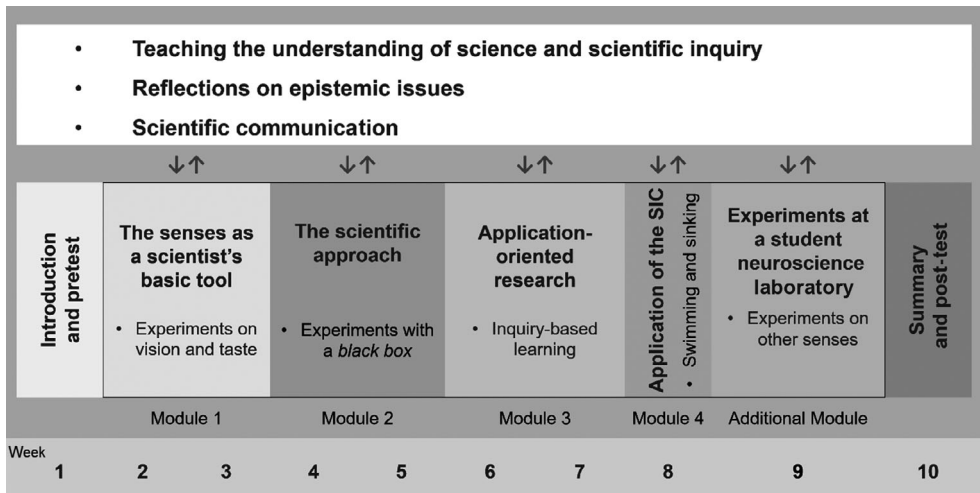 • Teaching the understanding of science and scientific inquiry
• Reflections on epistemic issues
• Scientific communication
↓↑ ↓↑ ↓↑ ↓↑ ↓↑
Introduction
and pretest
The senses as
a scientist's
basic tool
• Experiments on
vision and taste
The scientific
approach
• Experiments with
a black box
Application-
oriented
research
• Inquiry-based
learning
Application of the SIC
• Swimming and sinking
Experiments at
a student
neuroscience
laboratory
• Experiments on
other senses
Summary
and post-test
Module 1 Module 2 Module 3 Module 4 Additional Module
Week
1 2 3 4 5 6 7 8 9 10